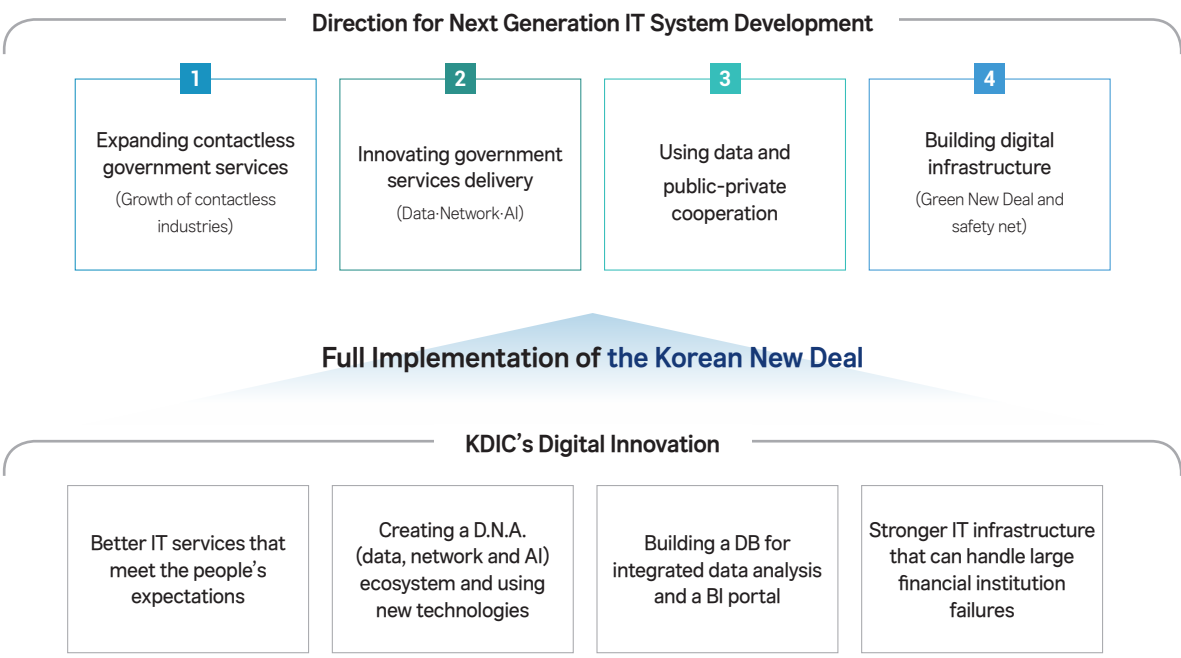 Direction for Next Generation IT System Development
1
Expanding contactless
government services
(Growth of contactless
industries)
2
Innovating government
services delivery
(Data·Network·AI)
3
Using data and
public-private
cooperation
4
Building digital
infrastructure
(Green New Deal and
safety net)
Full Implementation of the Korean New Deal
KDIC's Digital Innovation
Better IT services that
meet the people's
expectations
Creating a D.N.A.
(data, network and AI)
ecosystem and using
new technologies
Building a DB for
integrated data analysis
and a BI portal
Stronger IT infrastructure
that can handle large
financial institution
failures